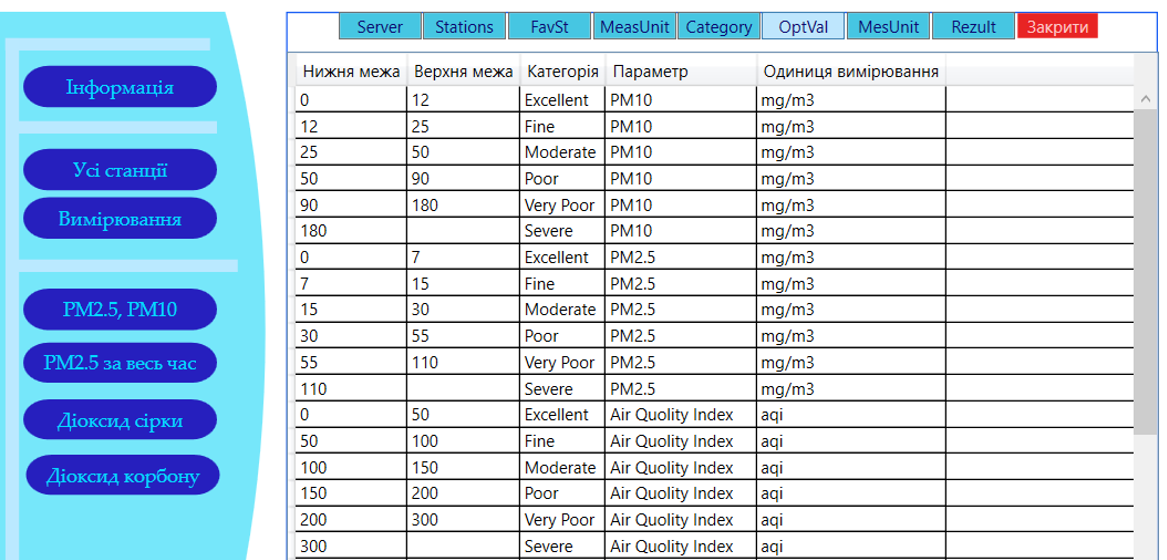 Server Stations FavSt MeasUnit Category OptVal MesUnit Rezult Закрити
Інформація
Усі станції
Вимірювання
PM2.5, PM10
PM2.5 за весь час
Діоксид сірки
Діоксид корбону
Нижня межа Верхня межа Категорія Параметр Одиниця вимірювання
0 12 Excellent PM10 mg/m3
12 25 Fine PM10 mg/m3
25 50 Moderate PM10 mg/m3
50 90 Poor PM10 mg/m3
90 180 Very Poor PM10 mg/m3
180 Severe PM10 mg/m3
0 7 Excellent PM2.5 mg/m3
7 15 Fine PM2.5 mg/m3
15 30 Moderate PM2.5 mg/m3
30 55 Poor PM2.5 mg/m3
55 110 Very Poor PM2.5 mg/m3
110 Severe PM2.5 mg/m3
0 50 Excellent Air Quolity Index aqi
50 100 Fine Air Quolity Index aqi
100 150 Moderate Air Quolity Index aqi
150 200 Poor Air Quolity Index aqi
200 300 Very Poor Air Quolity Index aqi
300 Severe Air Quolity Index aqi